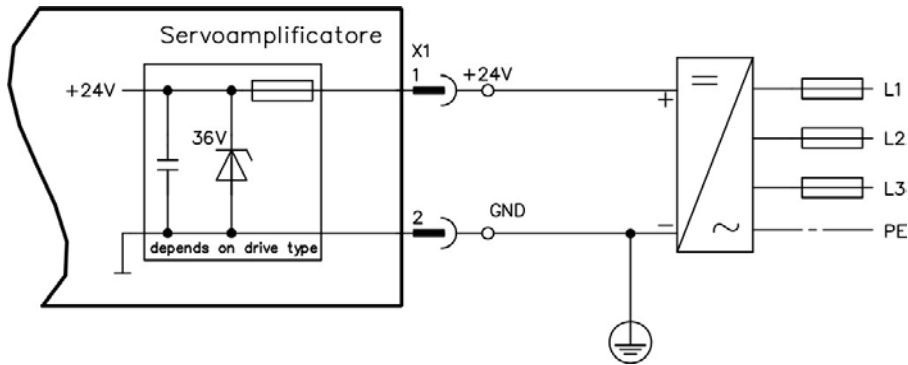 Servoamplificatore
X1
1
+24V
+24V
+
=
L1
36V
L2
L3
2
GND
−
~
PE
depends on drive type